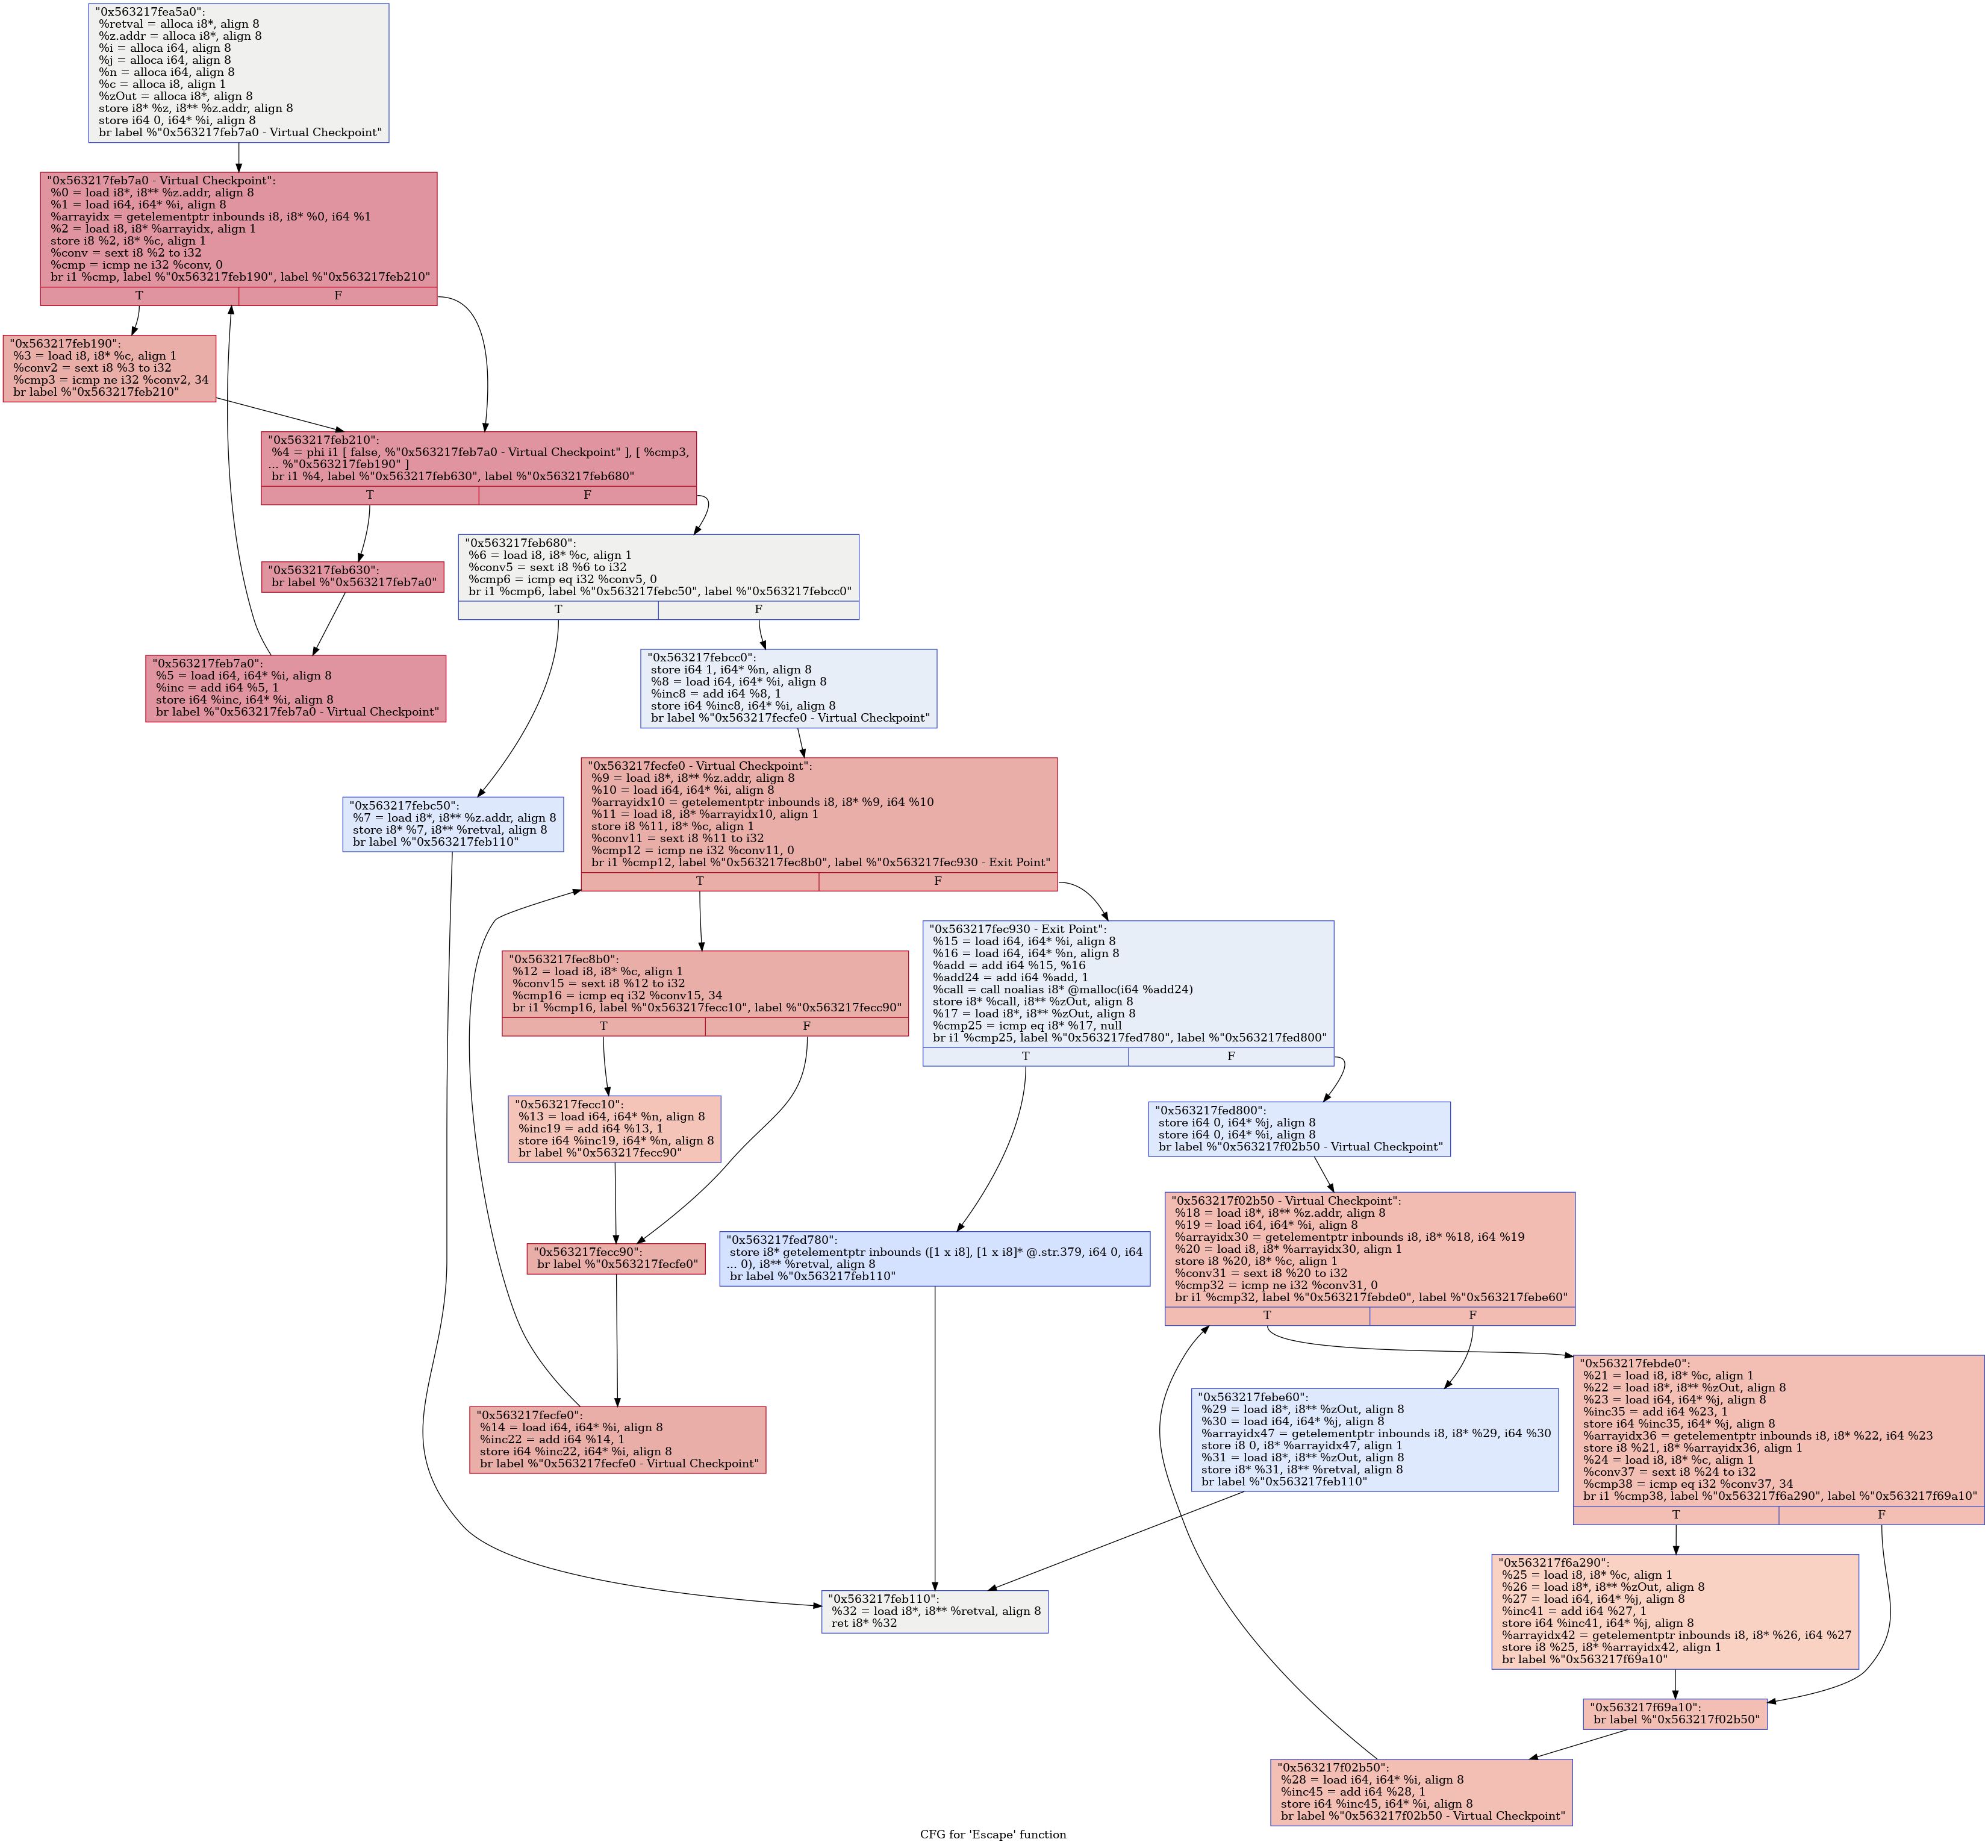 "0x563217fea5a0":
%retval = alloca i8*, align 8
%z.addr = alloca i8*, align 8
%i = alloca i64, align 8
%j = alloca i64, align 8
%n = alloca i64, align 8
%c = alloca i8, align 1
%zOut = alloca i8*, align 8
store i8* %z, i8** %z.addr, align 8
store i64 0, i64* %i, align 8
br label %"0x563217feb7a0 - Virtual Checkpoint"
"0x563217feb7a0 - Virtual Checkpoint":
%0 = load i8*, i8** %z.addr, align 8
%1 = load i64, i64* %i, align 8
%arrayidx = getelementptr inbounds i8, i8* %0, i64 %1
%2 = load i8, i8* %arrayidx, align 1
store i8 %2, i8* %c, align 1
%conv = sext i8 %2 to i32
%cmp = icmp ne i32 %conv, 0
br i1 %cmp, label %"0x563217feb190", label %"0x563217feb210"
T F
"0x563217feb190":
%3 = load i8, i8* %c, align 1
%conv2 = sext i8 %3 to i32
%cmp3 = icmp ne i32 %conv2, 34
br label %"0x563217feb210"
"0x563217feb210":
%4 = phi i1 [ false, %"0x563217feb7a0 - Virtual Checkpoint" ], [ %cmp3,
... %"0x563217feb190" ]
br i1 %4, label %"0x563217feb630", label %"0x563217feb680"
T F
"0x563217feb680":
%6 = load i8, i8* %c, align 1
%conv5 = sext i8 %6 to i32
%cmp6 = icmp eq i32 %conv5, 0
br i1 %cmp6, label %"0x563217febc50", label %"0x563217febcc0"
T F
"0x563217feb630":
br label %"0x563217feb7a0"
"0x563217feb7a0":
%5 = load i64, i64* %i, align 8
%inc = add i64 %5, 1
store i64 %inc, i64* %i, align 8
br label %"0x563217feb7a0 - Virtual Checkpoint"
"0x563217febcc0":
store i64 1, i64* %n, align 8
%8 = load i64, i64* %i, align 8
%inc8 = add i64 %8, 1
store i64 %inc8, i64* %i, align 8
br label %"0x563217fecfe0 - Virtual Checkpoint"
"0x563217fecfe0 - Virtual Checkpoint":
%9 = load i8*, i8** %z.addr, align 8
%10 = load i64, i64* %i, align 8
%arrayidx10 = getelementptr inbounds i8, i8* %9, i64 %10
%11 = load i8, i8* %arrayidx10, align 1
store i8 %11, i8* %c, align 1
%conv11 = sext i8 %11 to i32
%cmp12 = icmp ne i32 %conv11, 0
br i1 %cmp12, label %"0x563217fec8b0", label %"0x563217fec930 - Exit Point"
T F
"0x563217febc50":
%7 = load i8*, i8** %z.addr, align 8
store i8* %7, i8** %retval, align 8
br label %"0x563217feb110"
"0x563217fec930 - Exit Point":
%15 = load i64, i64* %i, align 8
%16 = load i64, i64* %n, align 8
%add = add i64 %15, %16
%add24 = add i64 %add, 1
%call = call noalias i8* @malloc(i64 %add24)
store i8* %call, i8** %zOut, align 8
%17 = load i8*, i8** %zOut, align 8
%cmp25 = icmp eq i8* %17, null
br i1 %cmp25, label %"0x563217fed780", label %"0x563217fed800"
T F
"0x563217fec8b0":
%12 = load i8, i8* %c, align 1
%conv15 = sext i8 %12 to i32
%cmp16 = icmp eq i32 %conv15, 34
br i1 %cmp16, label %"0x563217fecc10", label %"0x563217fecc90"
T F
"0x563217fecc10":
%13 = load i64, i64* %n, align 8
%inc19 = add i64 %13, 1
store i64 %inc19, i64* %n, align 8
br label %"0x563217fecc90"
"0x563217fed800":
store i64 0, i64* %j, align 8
store i64 0, i64* %i, align 8
br label %"0x563217f02b50 - Virtual Checkpoint"
"0x563217f02b50 - Virtual Checkpoint":
%18 = load i8*, i8** %z.addr, align 8
%19 = load i64, i64* %i, align 8
%arrayidx30 = getelementptr inbounds i8, i8* %18, i64 %19
%20 = load i8, i8* %arrayidx30, align 1
store i8 %20, i8* %c, align 1
%conv31 = sext i8 %20 to i32
%cmp32 = icmp ne i32 %conv31, 0
br i1 %cmp32, label %"0x563217febde0", label %"0x563217febe60"
T F
"0x563217fed780":
store i8* getelementptr inbounds ([1 x i8], [1 x i8]* @.str.379, i64 0, i64
... 0), i8** %retval, align 8
br label %"0x563217feb110"
"0x563217fecc90":
br label %"0x563217fecfe0"
"0x563217febde0":
%21 = load i8, i8* %c, align 1
%22 = load i8*, i8** %zOut, align 8
%23 = load i64, i64* %j, align 8
%inc35 = add i64 %23, 1
store i64 %inc35, i64* %j, align 8
%arrayidx36 = getelementptr inbounds i8, i8* %22, i64 %23
store i8 %21, i8* %arrayidx36, align 1
%24 = load i8, i8* %c, align 1
%conv37 = sext i8 %24 to i32
%cmp38 = icmp eq i32 %conv37, 34
br i1 %cmp38, label %"0x563217f6a290", label %"0x563217f69a10"
T F
"0x563217febe60":
%29 = load i8*, i8** %zOut, align 8
%30 = load i64, i64* %j, align 8
%arrayidx47 = getelementptr inbounds i8, i8* %29, i64 %30
store i8 0, i8* %arrayidx47, align 1
%31 = load i8*, i8** %zOut, align 8
store i8* %31, i8** %retval, align 8
br label %"0x563217feb110"
"0x563217fecfe0":
%14 = load i64, i64* %i, align 8
%inc22 = add i64 %14, 1
store i64 %inc22, i64* %i, align 8
br label %"0x563217fecfe0 - Virtual Checkpoint"
"0x563217f6a290":
%25 = load i8, i8* %c, align 1
%26 = load i8*, i8** %zOut, align 8
%27 = load i64, i64* %j, align 8
%inc41 = add i64 %27, 1
store i64 %inc41, i64* %j, align 8
%arrayidx42 = getelementptr inbounds i8, i8* %26, i64 %27
store i8 %25, i8* %arrayidx42, align 1
br label %"0x563217f69a10"
"0x563217feb110":
%32 = load i8*, i8** %retval, align 8
ret i8* %32
"0x563217f69a10":
br label %"0x563217f02b50"
"0x563217f02b50":
%28 = load i64, i64* %i, align 8
%inc45 = add i64 %28, 1
store i64 %inc45, i64* %i, align 8
br label %"0x563217f02b50 - Virtual Checkpoint"
CFG for 'Escape' function